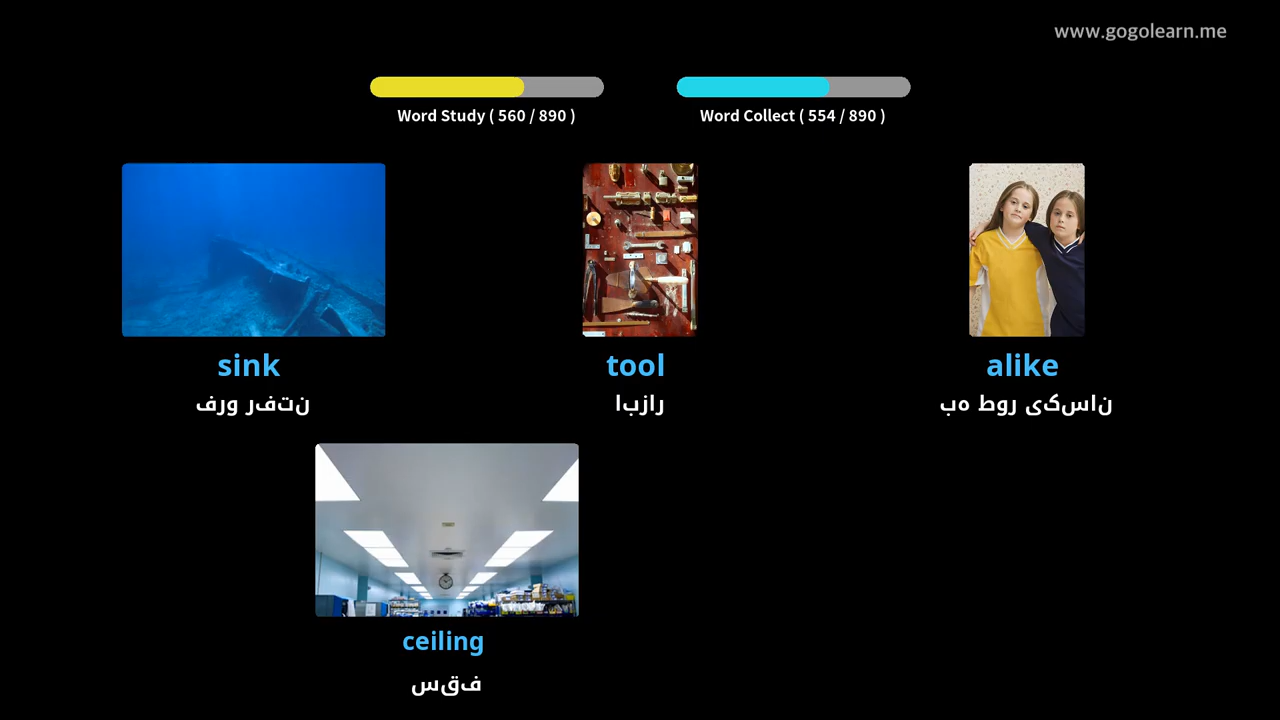 www.gogolearn.me
Word Study ( 560 / 890 )
Word Collect ( 554 / 890 )
sink
نتفر ورف
tool
رازبا
alike
ناسکی روط هب
ceiling
فقس